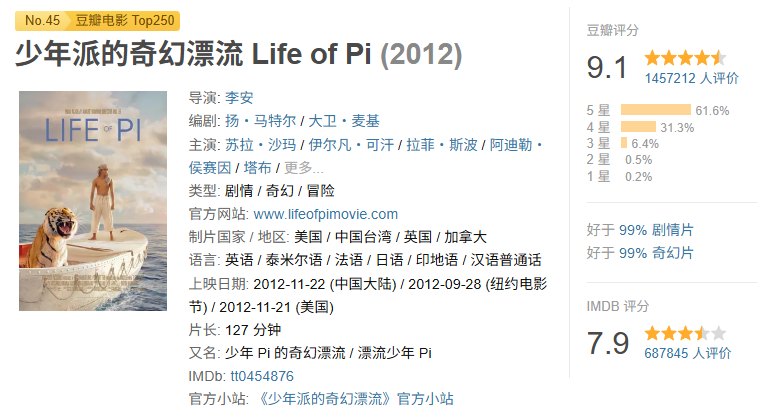 No.45 豆瓣电影 Top250
少年派的奇幻漂流 Life of Pi (2012)
LIFE OF PI
导演: 李安
编剧: 扬·马特尔 / 大卫·麦基
主演: 苏拉·沙玛 / 伊尔凡·可汗 / 拉菲·斯波 / 阿迪勒·
侯赛因 / 塔布 / 更多...
类型: 剧情 / 奇幻 / 冒险
官方网站: www.lifeofpimovie.com
制片国家 / 地区: 美国 / 中国台湾 / 英国 / 加拿大
语言: 英语 / 泰米尔语 / 法语 / 日语 / 印地语 / 汉语普通话
上映日期: 2012-11-22 (中国大陆) / 2012-09-28 (纽约电影
节) / 2012-11-21 (美国)
片长: 127 分钟
又名: 少年 Pi 的奇幻漂流 / 漂流少年 Pi
IMDb: tt0454876
官方小站: 《少年派的奇幻漂流》官方小站
豆瓣评分
9.1
1457212 人评价
5 星 61.6%
4 星 31.3%
3 星 6.4%
2 星 0.5%
1 星 0.2%
好于 99% 剧情片
好于 99% 奇幻片
IMDB 评分
7.9
687845 人评价